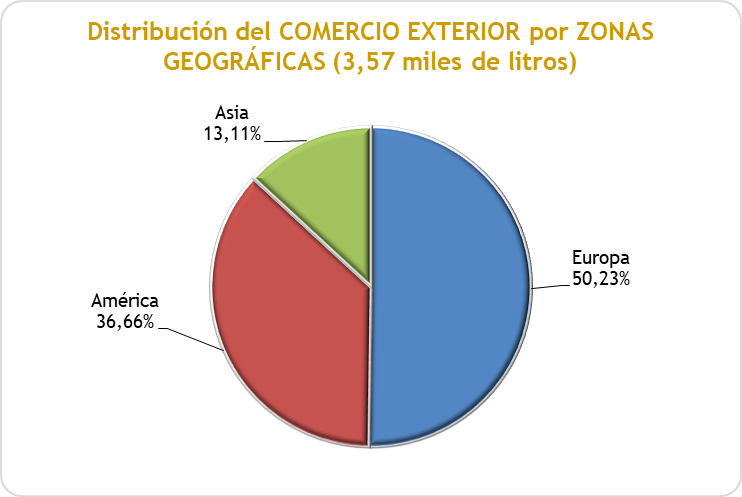 Distribución del COMERCIO EXTERIOR por ZONAS
GEOGRÁFICAS (3,57 miles de litros)
Asia
13,11%
Europa
50,23%
América
36,66%